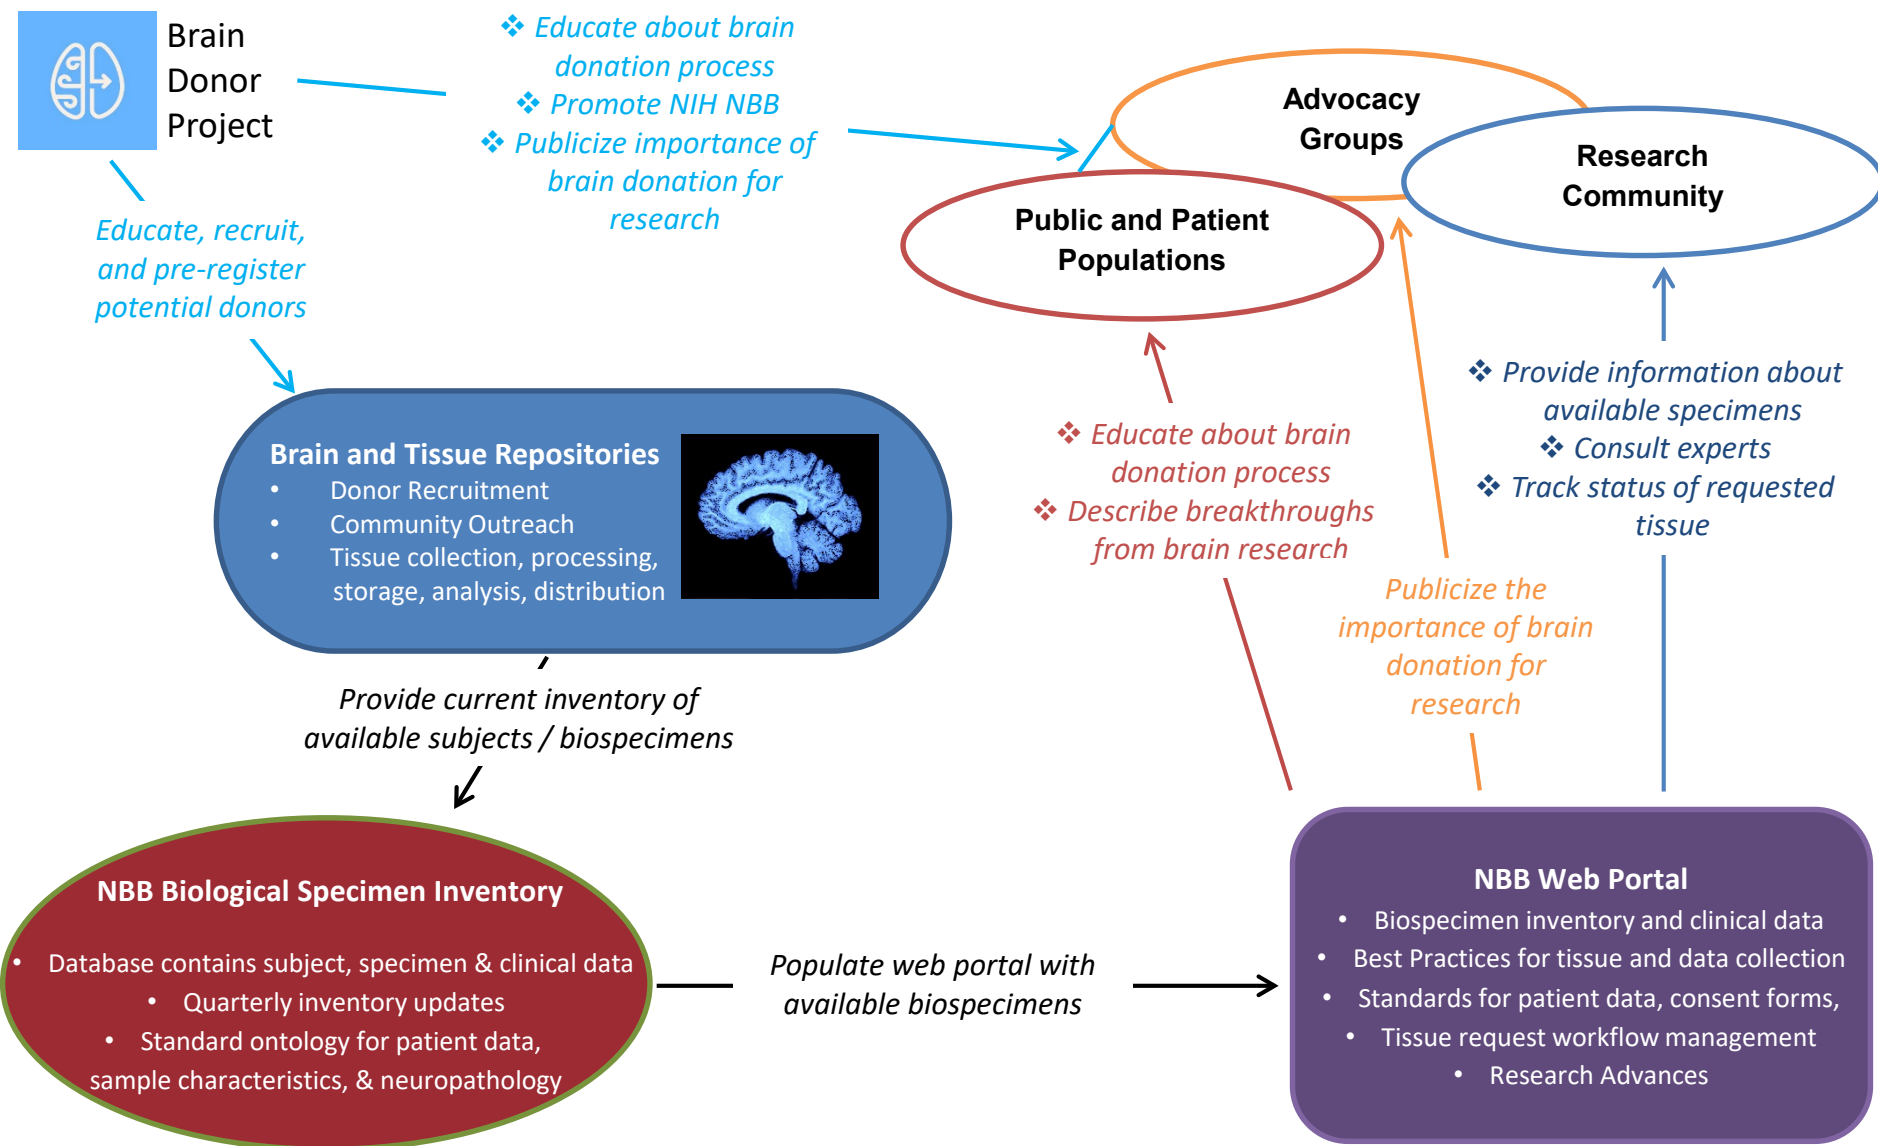 Brain
Donor
Project
❖ Educate about brain
donation process
❖ Promote NIH NBB
❖ Publicize importance of
brain donation for
research
Advocacy
Groups
Research
Community
Public and Patient
Populations
Educate, recruit,
and pre-register
potential donors
❖ Provide information about
available specimens
❖ Consult experts
❖ Track status of requested
tissue
❖ Educate about brain
donation process
❖ Describe breakthroughs
from brain research
Brain and Tissue Repositories
• Donor Recruitment
• Community Outreach
• Tissue collection, processing,
storage, analysis, distribution
Publicize the
importance of brain
donation for
research
Provide current inventory of
available subjects / biospecimens
NBB Biological Specimen Inventory
• Database contains subject, specimen & clinical data
• Quarterly inventory updates
• Standard ontology for patient data,
sample characteristics, & neuropathology
Populate web portal with
available biospecimens
NBB Web Portal
• Biospecimen inventory and clinical data
• Best Practices for tissue and data collection
• Standards for patient data, consent forms,
• Tissue request workflow management
• Research Advances